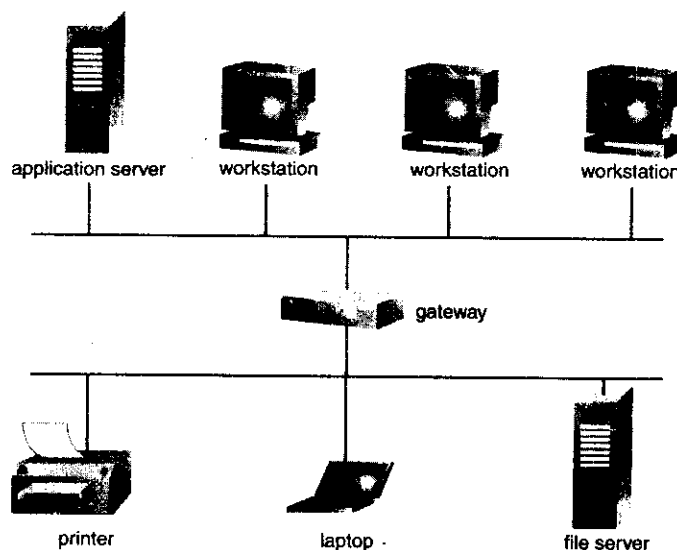 application server
workstation
workstation
workstation
gateway
printer
laptop
file server